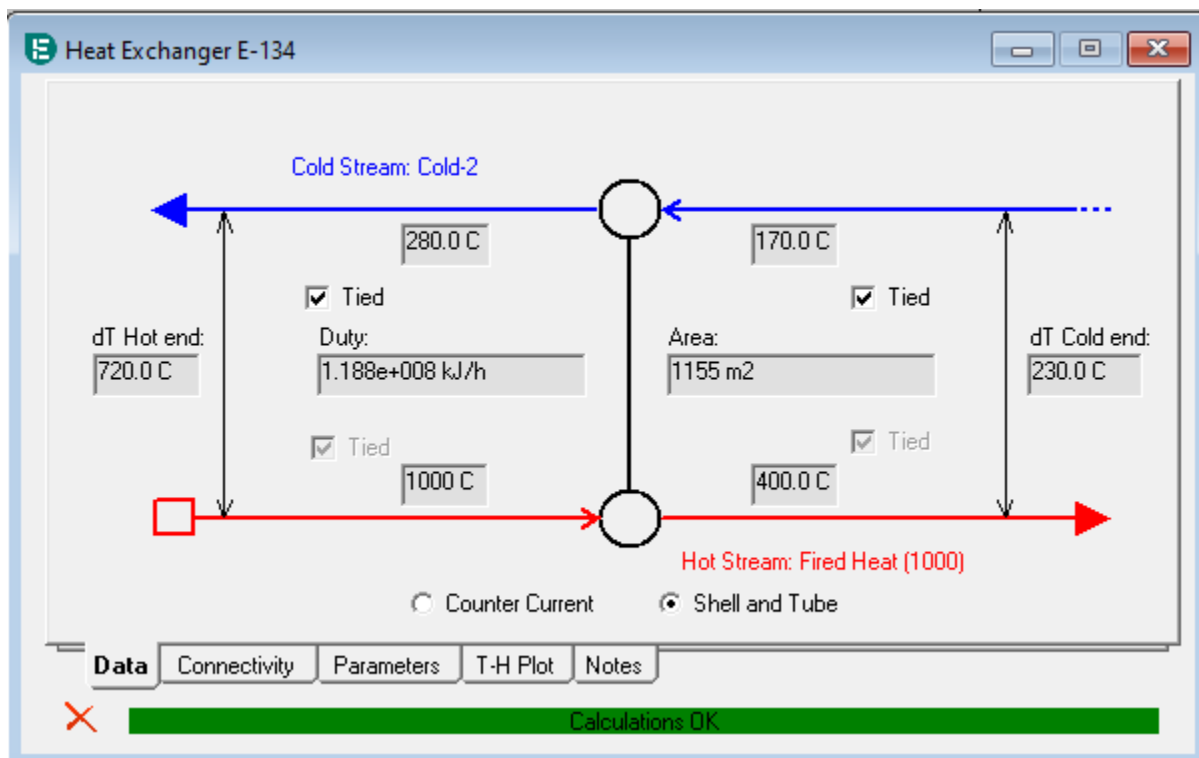 Heat Exchanger E-134
Cold Stream: Cold-2
280.0 C
170.0 C
Tied
Tied
dT Hot end:
Duty:
Area:
dT Cold end:
720.0 C
1.188e+008 kJ/h
1155 m2
230.0 C
Tied
Tied
1000 C
400.0 C
Hot Stream: Fired Heat (1000)
Counter Current
Shell and Tube
Data
Connectivity
Parameters
T-H Plot
Notes
Calculations OK